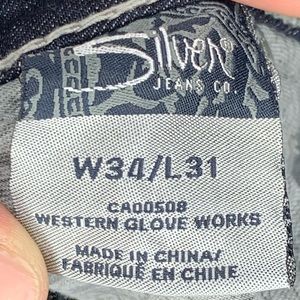 Silver
JEANS CO.
W34/L31
CA00508
WESTERN GLOVE WORKS
MADE IN CHINA/
FABRIQUÉ EN CHINE